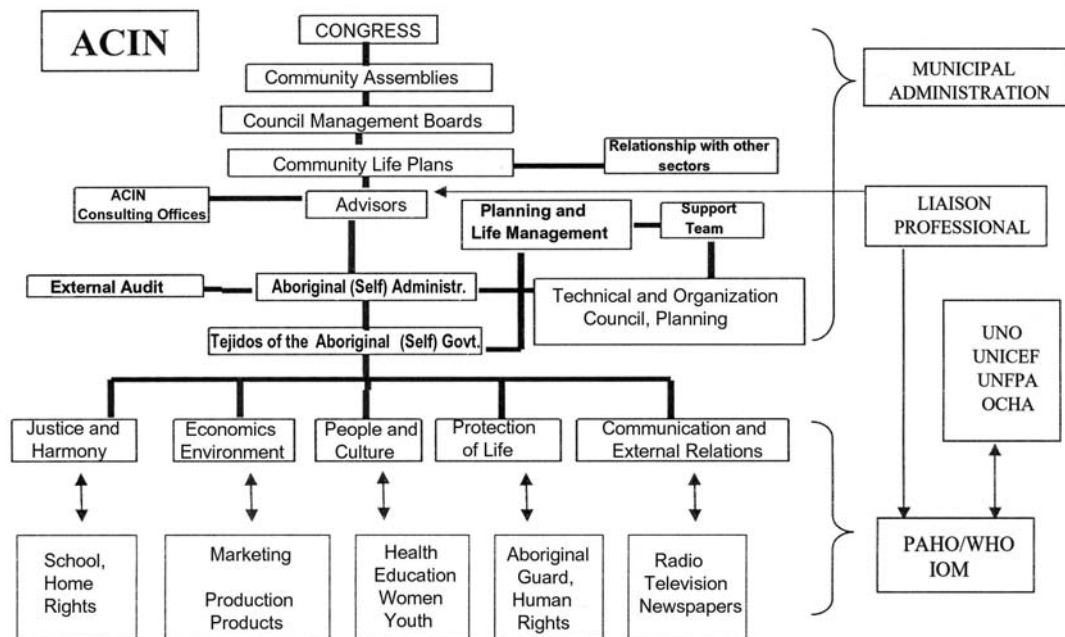 ACIN
CONGRESS
Community Assemblies
Council Management Boards
Community Life Plans
Relationship with other
sectors
MUNICIPAL
ADMINISTRATION
ACIN
Consulting Offices
Advisors
Planning and
Life Management
Support
Team
LIAISON
PROFESSIONAL
External Audit
Aboriginal (Self) Administr.
Technical and Organization
Council, Planning
Tejidos of the Aboriginal (Self) Govt.
UNO
UNICEF
UNFPA
OCHA
Justice and
Harmony
Economics
Environment
People and
Culture
Protection
of Life
Communication and
External Relations
School,
Home
Rights
Marketing
Production
Products
Health
Education
Women
Youth
Aboriginal
Guard,
Human
Rights
Radio
Television
Newspapers
PAHO/WHO
IOM